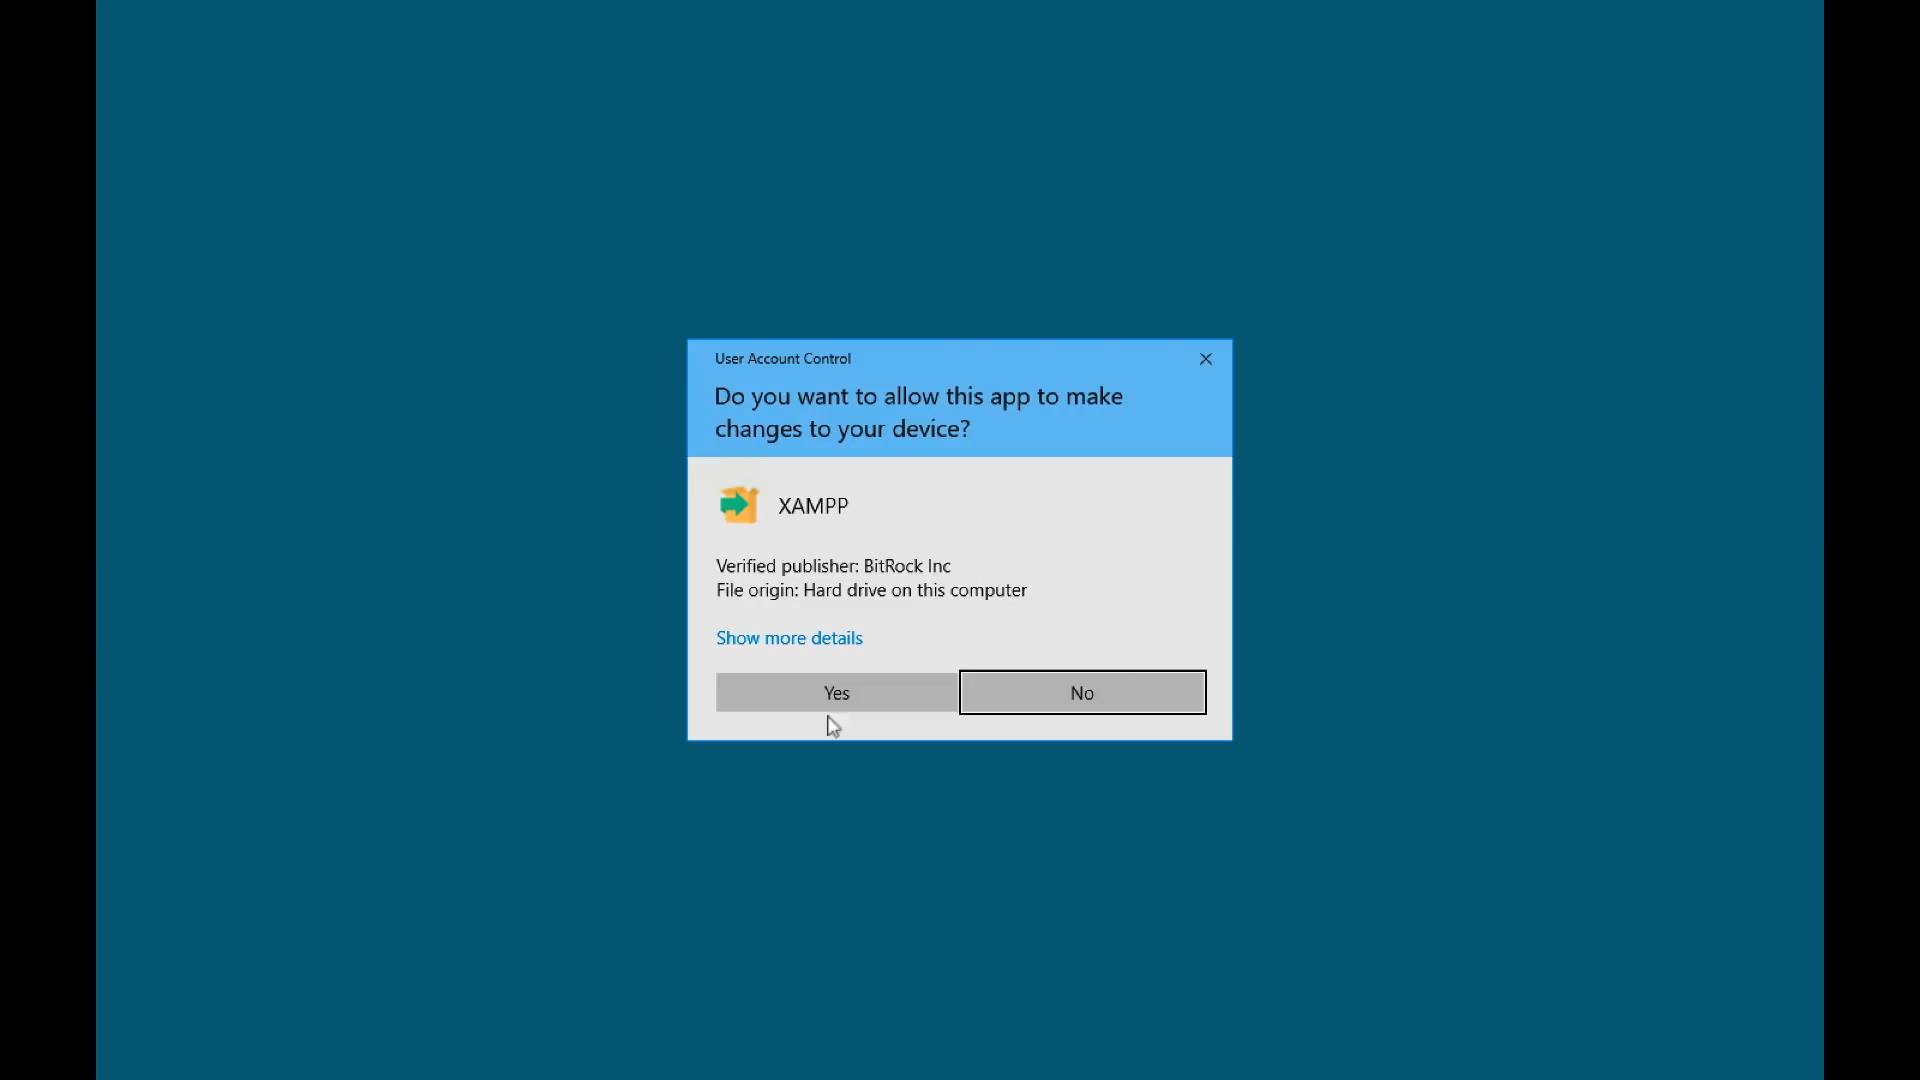 User Account Control
Do you want to allow this app to make
changes to your device?
XAMPP
Verified publisher: BitRock Inc
File origin: Hard drive on this computer
Show more details
Yes
No